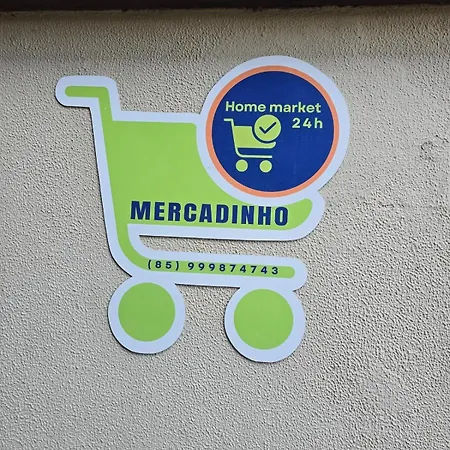 Home market
24h
MERCADINHO
(85) 999874743